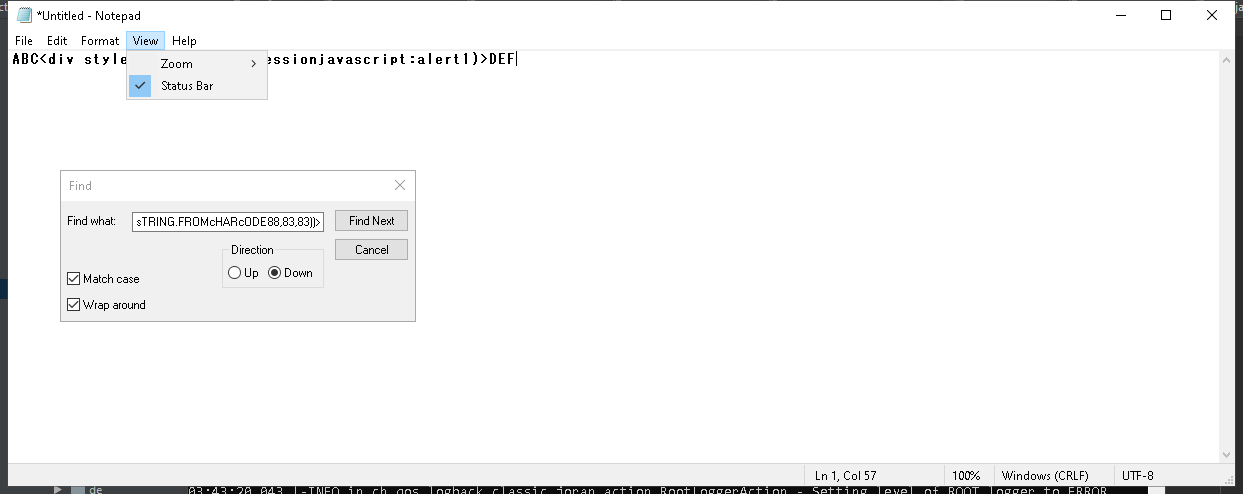 *Untitled - Notepad
File Edit Format View Help
ABC<div style
essionjavascript:alert1)>DEF
Zoom
Status Bar
Find
Find what:
sTRING.FROMcHARcODE88,83,83))>
Find Next
Cancel
Direction
Up
Down
Match case
Wrap around
Ln 1, Col 57
100%
Windows (CRLF)
UTF-8
de
03:43:20,043 |-INFO in ch.qos.logback.classic.joran.action.RootLoggerAction - Setting level of ROOT logger to ERROR